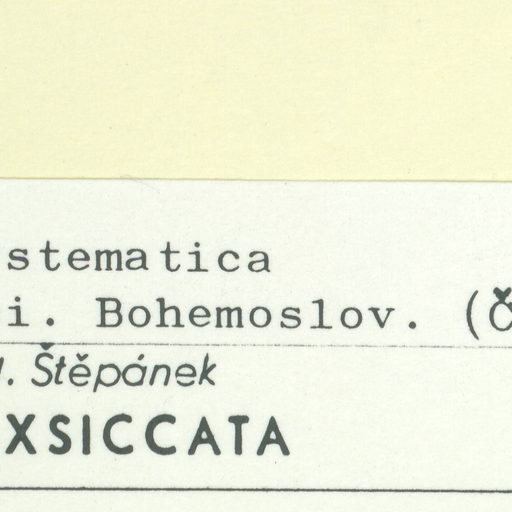 stematica
i. Bohemoslov. (Č
. Štěpánek
XSICCATA